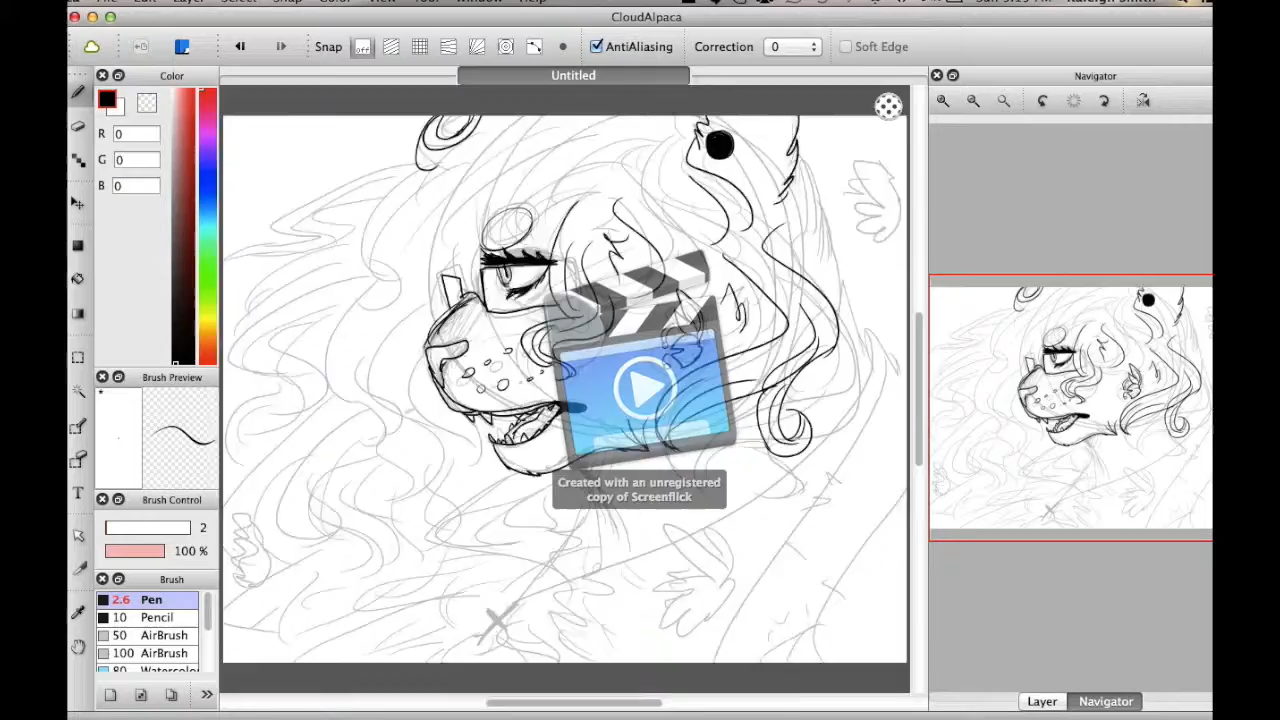 CloudAlpaca
Snap
off
AntiAliasing
Correction
0
Soft Edge
Color
Untitled
Navigator
R 0
G 0
B 0
Brush Preview
*
T
Brush Control
2
100 %
Brush
2.6 Pen
10 Pencil
50 AirBrush
100 AirBrush
Created with an unregistered
copy of Screenflick
Layer
Navigator